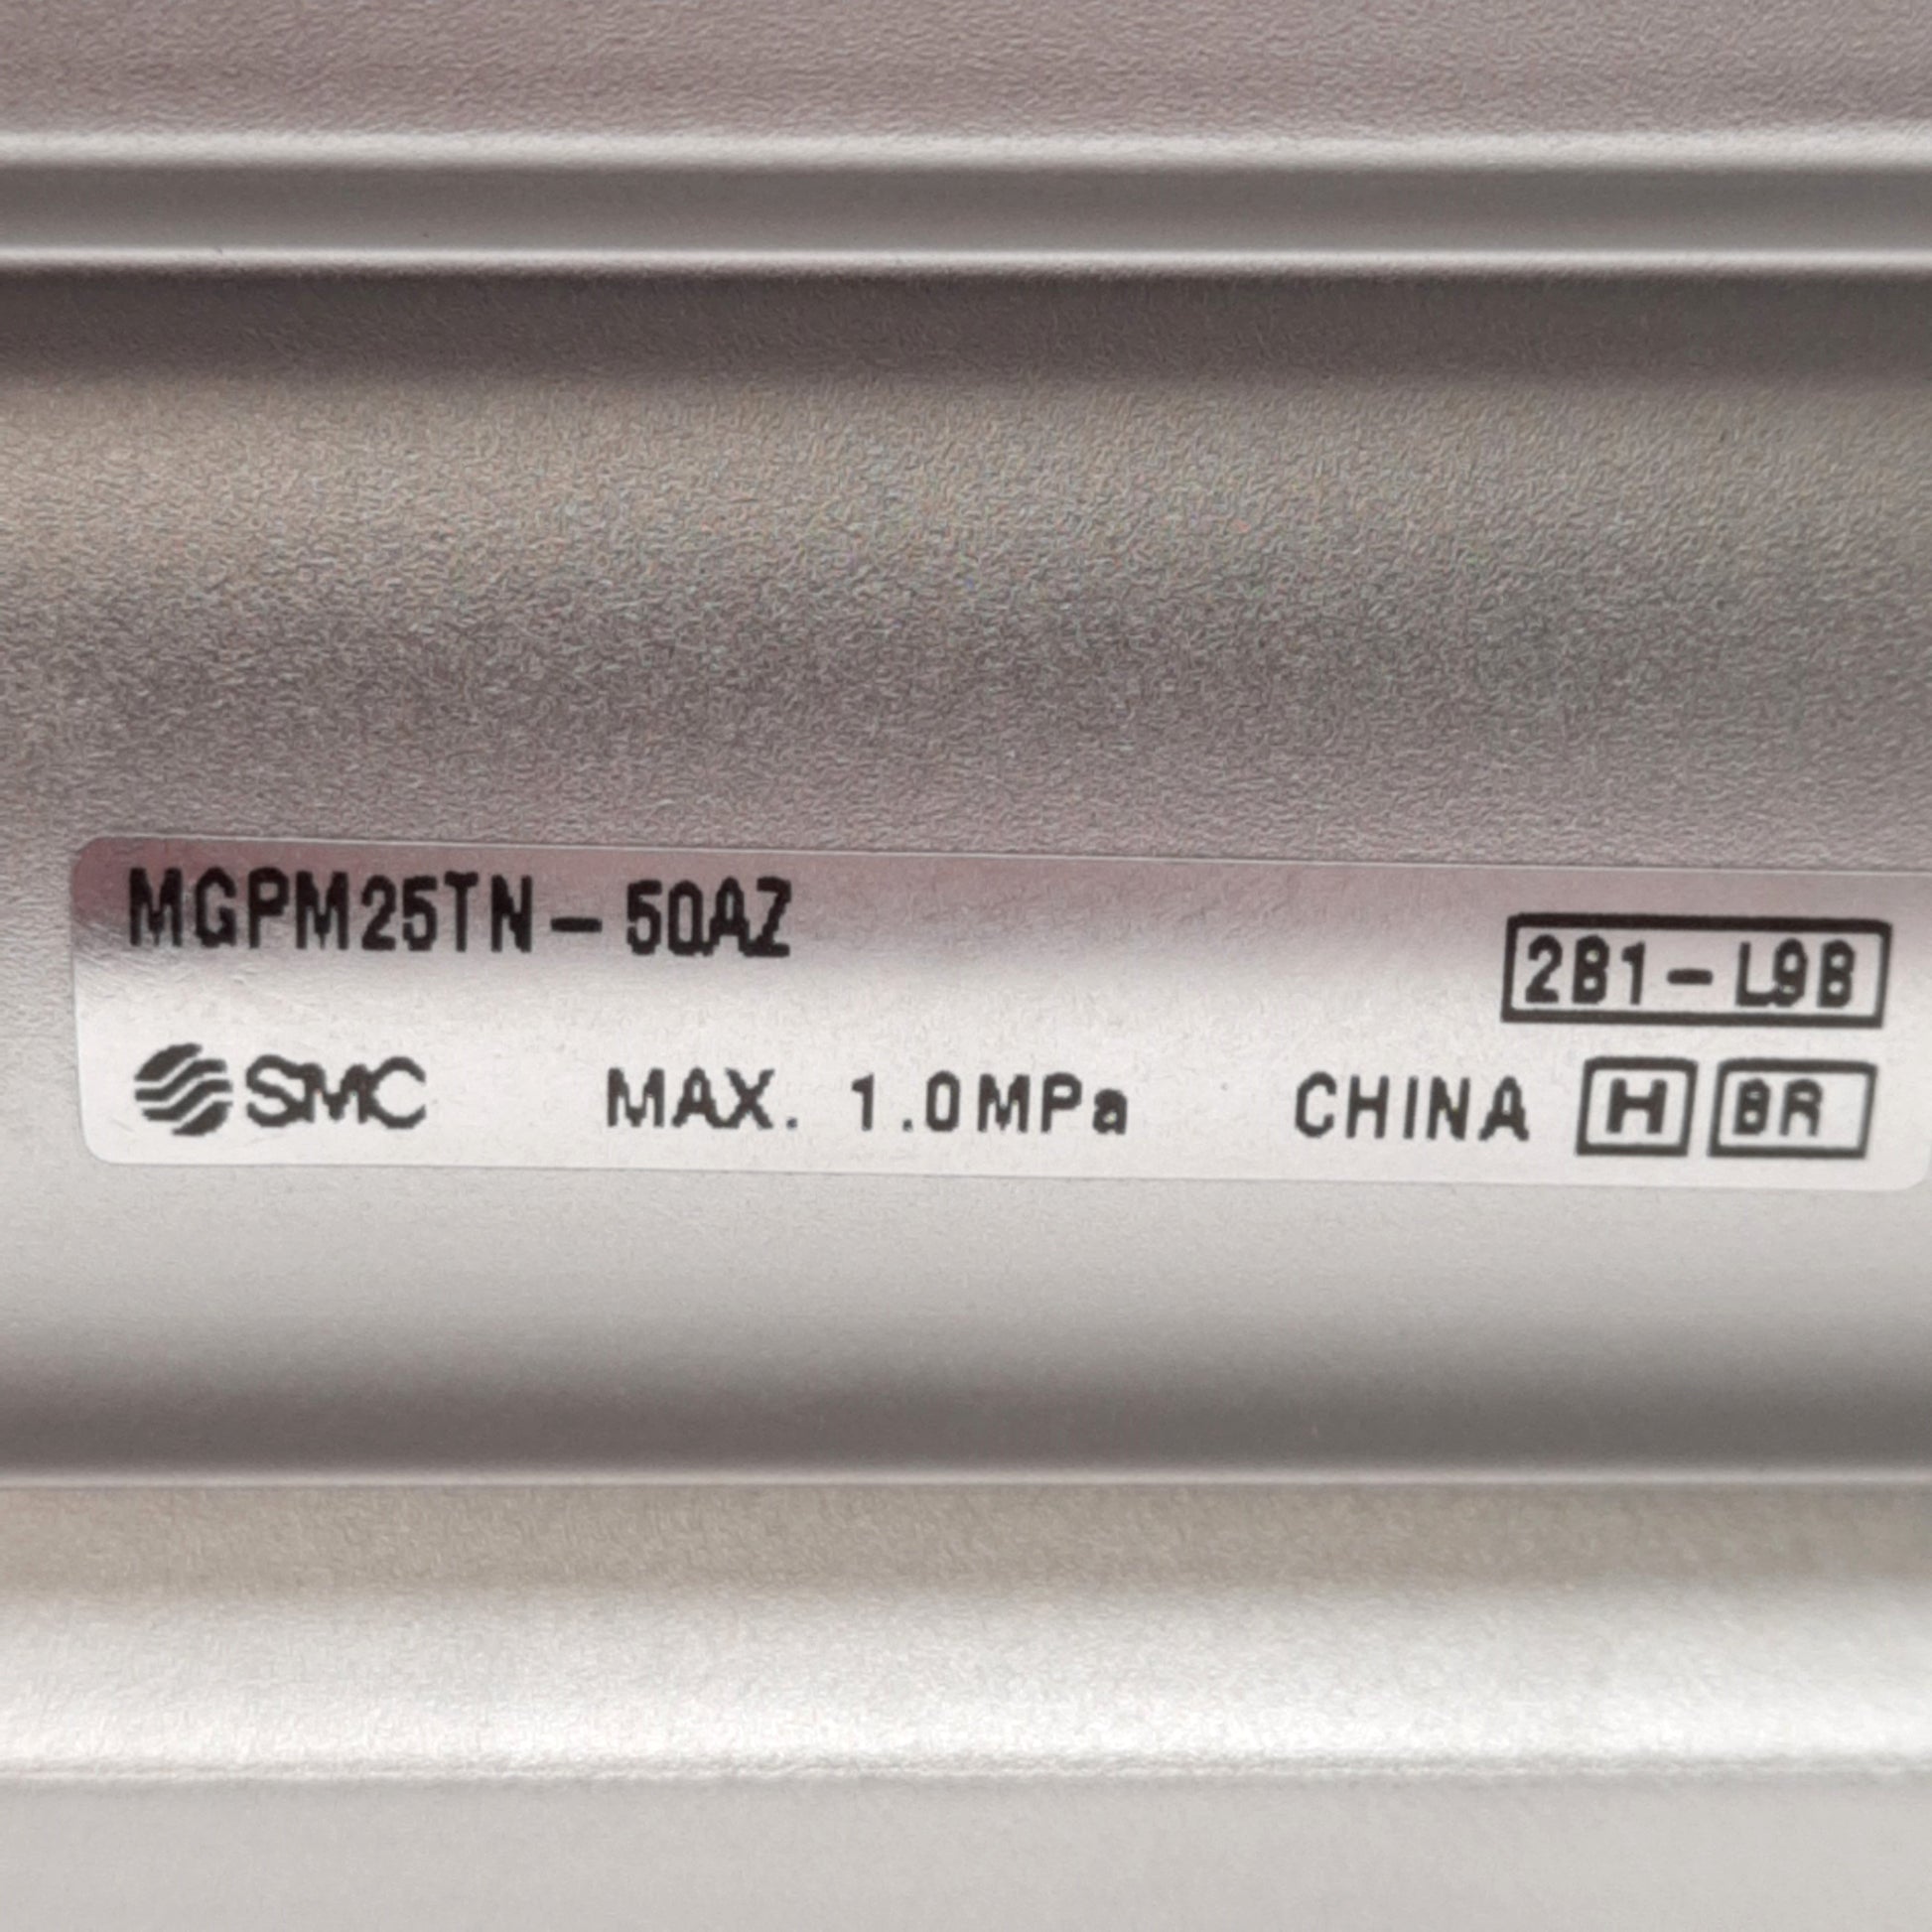 MGPM25TN-50AZ
2B1-L9B
SMC MAX. 1.0MPa CHINA H BR